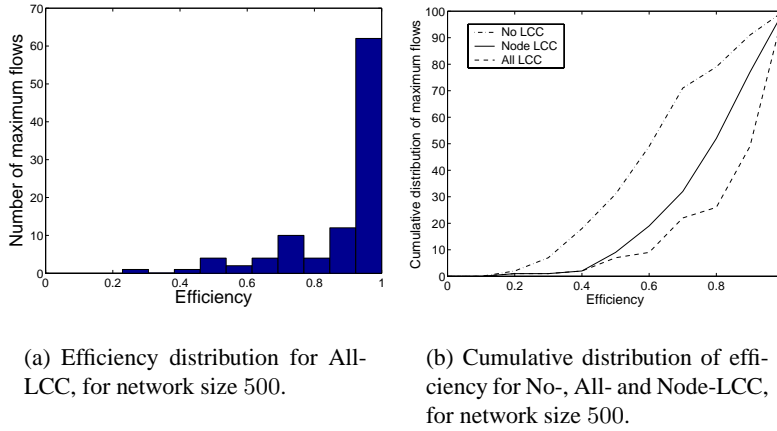 70
60
50
40
30
20
10
0
0 0.2 0.4 0.6 0.8 1
Number of maximum flows
Efficiency
100
90
80
70
60
50
40
30
20
10
0
0 0.2 0.4 0.6 0.8
Cumulative distribution of maximum flows
Efficiency
No LCC
Node LCC
All LCC
(a) Efficiency distribution for All-
LCC, for network size 500.
(b) Cumulative distribution of effi-
ciency for No-, All- and Node-LCC,
for network size 500.